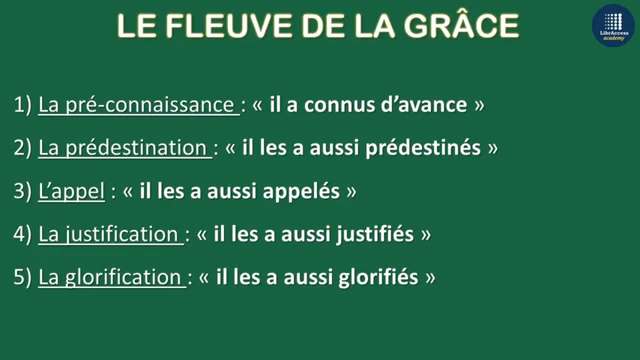 LE FLEUVE DE LA GRÂCE
LibrAccess
academy
1) La pré-connaissance : « il a connus d’avance »
2) La prédestination : « il les a aussi prédestinés »
3) L’appel : « il les a aussi appelés »
4) La justification : « il les a aussi justifiés »
5) La glorification : « il les a aussi glorifiés »